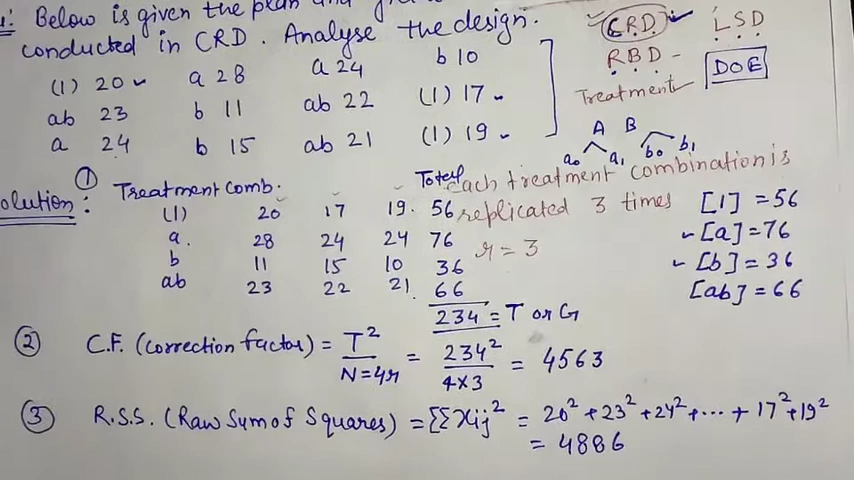 Below is given the plan and
conducted in CRD. Analyse the design.
(1) 20 a 28 a 24 b 10
ab 23 b 11 ab 22 (1) 17
a 24 b 15 ab 21 (1) 19
CRD LSD
RBD - DOE
Treatment
A B
a0 a1 b0 b1
olution: ① Treatment Comb. Total
(1) 20 17 19. 56
a. 28 24 24 76
b 11 15 10 36
ab 23 22 21. 66
234 = T or G
each treatment combination is
replicated 3 times
r = 3
[1] = 56
[a] = 76
[b] = 36
[ab] = 66
② C.F. (Correction factor) = T²/N=4r = 234²/4×3 = 4563
③ R.S.S. (Raw Sum of Squares) = ΣΣXij² = 20²+23²+24²+...+17²+19²
= 4886